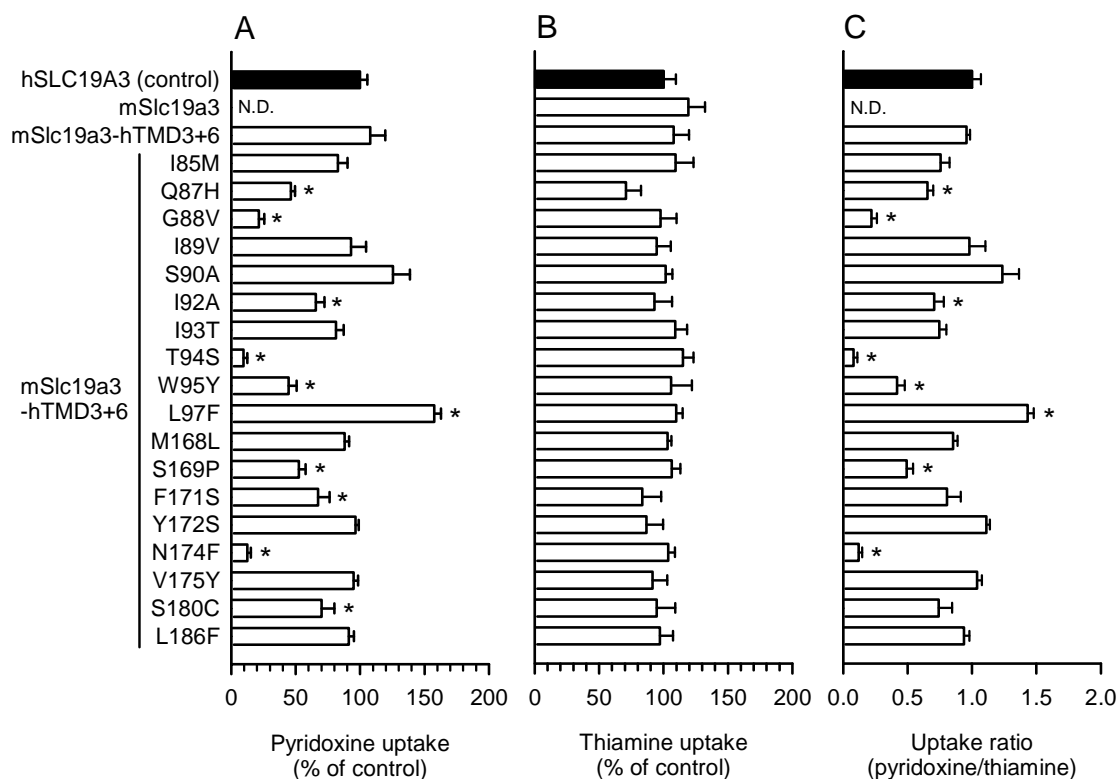 A
B
C
hSLC19A3 (control)
mSlc19a3
N.D.
N.D.
mSlc19a3-hTMD3+6
I85M
Q87H
*
*
G88V
*
*
I89V
S90A
I92A
*
*
I93T
T94S
*
*
W95Y
*
*
mSlc19a3
-hTMD3+6
L97F
*
*
M168L
S169P
*
*
F171S
*
Y172S
N174F
*
*
V175Y
S180C
*
L186F
0 50 100 150 200
0 50 100 150 200
0.0 0.5 1.0 1.5 2.0
Pyridoxine uptake
(% of control)
Thiamine uptake
(% of control)
Uptake ratio
(pyridoxine/thiamine)